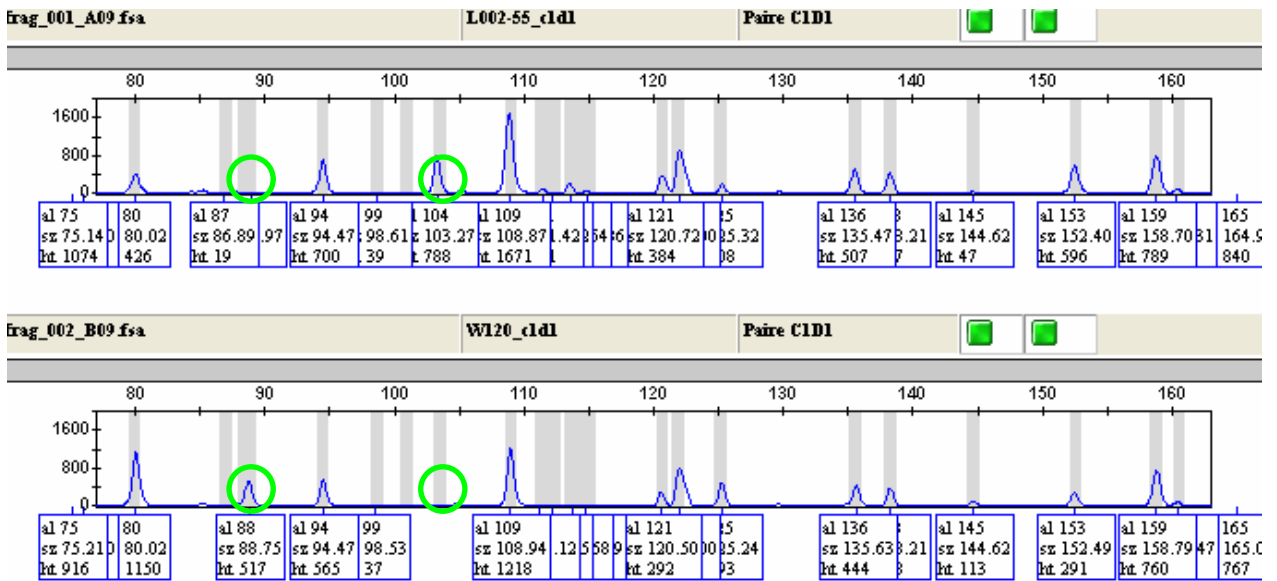 frag_001_A09.fsa L002-55_c1d1 Paire C1D1
80 90 100 110 120 130 140 150 160
1600
800
0
al 75 80 al 87 al 94 99 104 al 109 al 121 al 136 al 145 al 153 al 159 165
sz 75.14 80.02 sz 86.89 .97 sz 94.47 98.61 103.27 108.87 sz 120.72 25.32 sz 135.47 sz 144.62 sz 152.40 sz 158.70 164.9
ht 1074 426 ht 19 ht 700 39 ht 788 ht 1671 ht 384 ht 507 ht 47 ht 596 ht 789 840
frag_002_B09.fsa W120_c1d1 Paire C1D1
80 90 100 110 120 130 140 150 160
1600
800
0
al 75 80 al 88 al 94 99 al 109 al 121 al 136 al 145 al 153 al 159 165
sz 75.21 80.02 sz 88.75 sz 94.47 98.53 sz 108.94 sz 120.50 25.24 sz 135.63 sz 144.62 sz 152.49 sz 158.79 165.0
ht 916 1150 ht 517 ht 565 37 ht 1218 ht 292 ht 444 ht 113 ht 291 ht 760 767